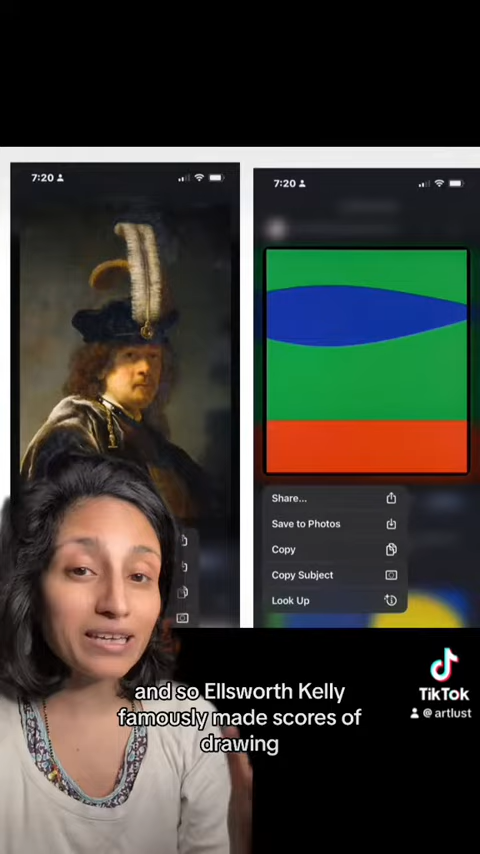 7:20
7:20
Share...
Save to Photos
Copy
Copy Subject
Look Up
and so Ellsworth Kelly
famously made scores of
drawing
TikTok
@artlust